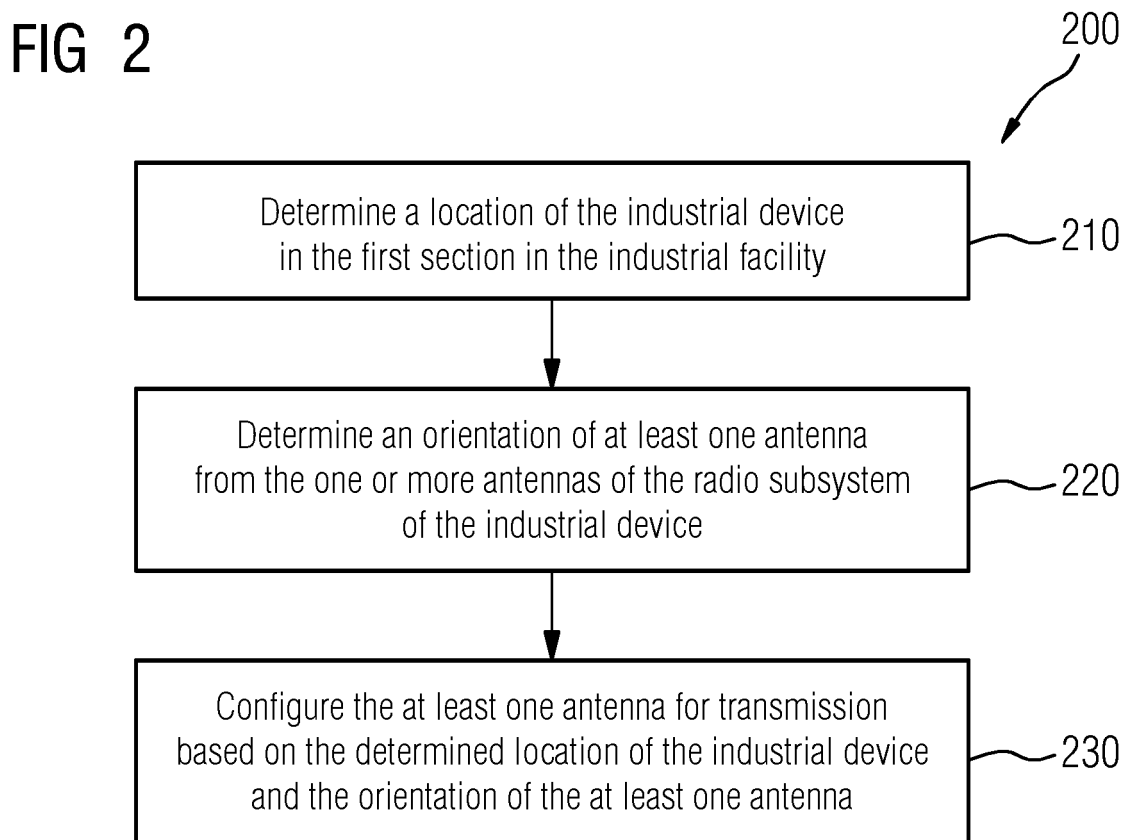 FIG 2
200
Determine a location of the industrial device
in the first section in the industrial facility
210
Determine an orientation of at least one antenna
from the one or more antennas of the radio subsystem
of the industrial device
220
Configure the at least one antenna for transmission
based on the determined location of the industrial device
and the orientation of the at least one antenna
230